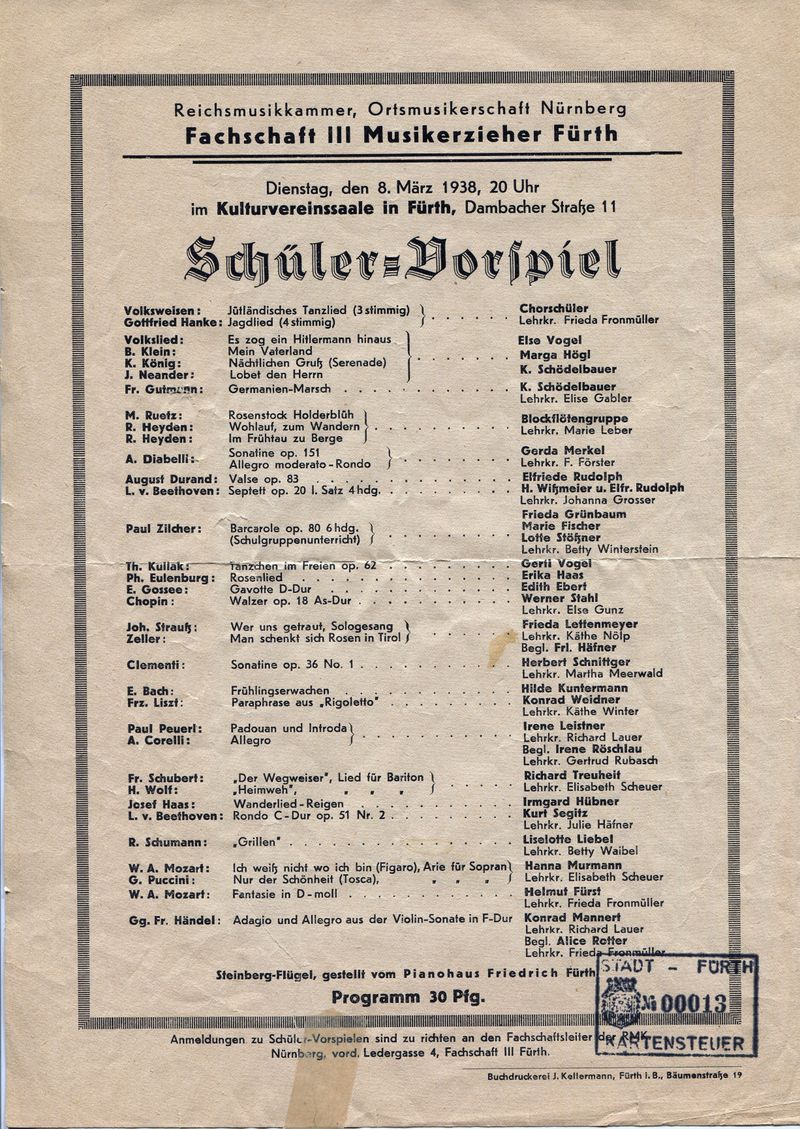 Reichsmusikkammer, Ortsmusikerschaft Nürnberg
Fachschaft III Musikerzieher Fürth
Dienstag, den 8. März 1938, 20 Uhr
im Kulturvereinssaale in Fürth, Dambacher Straße 11
Schüler=Vorspiel
Volksweisen: Jütländisches Tanzlied (3 stimmig) Chorschüler
Gottfried Hanke: Jagdlied (4 stimmig) Lehrkr. Frieda Fronmüller
Volkslied: Es zog ein Hitlermann hinaus Else Vogel
B. Klein: Mein Vaterland Marga Högl
K. König: Nächtlichen Gruß (Serenade) K. Schödelbauer
J. Neander: Lobet den Herrn
Fr. Gutmann: Germanien-Marsch . . . . . . . . . . . K. Schödelbauer
Lehrkr. Elise Gabler
M. Ruetz: Rosenstock Holderblüh Blockflötengruppe
R. Heyden: Wohlauf, zum Wandern Lehrkr. Marie Leber
R. Heyden: Im Frühtau zu Berge
A. Diabelli: Sonatine op. 151 Gerda Merkel
Allegro moderato - Rondo Lehrkr. F. Förster
August Durand: Valse op. 83 . . . . . . . . . . . Elfriede Rudolph
L. v. Beethoven: Septett op. 20 I. Satz 4 hdg. . . . . . . . . H. Wißmeier u. Elfr. Rudolph
Lehrkr. Johanna Grosser
Frieda Grünbaum
Paul Zilcher: Barcarole op. 80 6 hdg. Marie Fischer
(Schulgruppenunterricht) Lotte Stößner
Lehrkr. Betty Winterstein
Th. Kullak: Tänzchen im Freien op. 62 . . . . . . . . Gerti Vogel
Ph. Eulenburg: Rosenlied . . . . . . . . . . . Erika Haas
E. Gossec: Gavotte D-Dur . . . . . . . . . . Edith Ebert
Chopin: Walzer op. 18 As-Dur . . . . . . . . . Werner Stahl
Lehrkr. Else Gunz
Joh. Strauß: Wer uns getraut, Sologesang Frieda Lettenmeyer
Zeller: Man schenkt sich Rosen in Tirol Lehrkr. Käthe Nölp
Begl. Frl. Häfner
Clementi: Sonatine op. 36 No. 1 . . . . . . . . . Herbert Schnittger
Lehrkr. Martha Meerwald
E. Bach: Frühlingserwachen . . . . . . . . . . Hilde Kuntermann
Frz. Liszt: Paraphrase aus „Rigoletto" . . . . . . . . Konrad Weidner
Lehrkr. Käthe Winter
Paul Peuerl: Padouan und Introda Irene Leistner
A. Corelli: Allegro Lehrkr. Richard Lauer
Begl. Irene Röschlau
Lehrkr. Gertrud Rubasch
Fr. Schubert: „Der Wegweiser", Lied für Bariton Richard Treuheit
H. Wolf: „Heimweh", „ „ „ Lehrkr. Elisabeth Scheuer
Josef Haas: Wanderlied - Reigen . . . . . . . . . Irmgard Hübner
L. v. Beethoven: Rondo C-Dur op. 51 Nr. 2 . . . . . . . . Kurt Segitz
Lehrkr. Julie Häfner
R. Schumann: „Grillen" . . . . . . . . . . . . Liselotte Liebel
Lehrkr. Betty Waibel
W. A. Mozart: Ich weiß nicht wo ich bin (Figaro), Arie für Sopran Hanna Murmann
G. Puccini: Nur der Schönheit (Tosca), „ „ „ Lehrkr. Elisabeth Scheuer
W. A. Mozart: Fantasie in D-moll . . . . . . . . . . Helmut Fürst
Lehrkr. Frieda Fronmüller
Gg. Fr. Händel: Adagio und Allegro aus der Violin-Sonate in F-Dur Konrad Mannert
Lehrkr. Richard Lauer
Begl. Alice Rotter
Lehrkr. Frieda Fronmüller
Steinberg-Flügel, gestellt vom Pianohaus Friedrich Fürth
Programm 30 Pfg.
STADT - FÜRTH
№ 00013
KARTENSTEUER
Anmeldungen zu Schüler-Vorspielen sind zu richten an den Fachschaftsleiter der RMK
Nürnberg, vord. Ledergasse 4, Fachschaft III Fürth.
Buchdruckerei J. Kellermann, Fürth i. B., Bäumenstraße 19